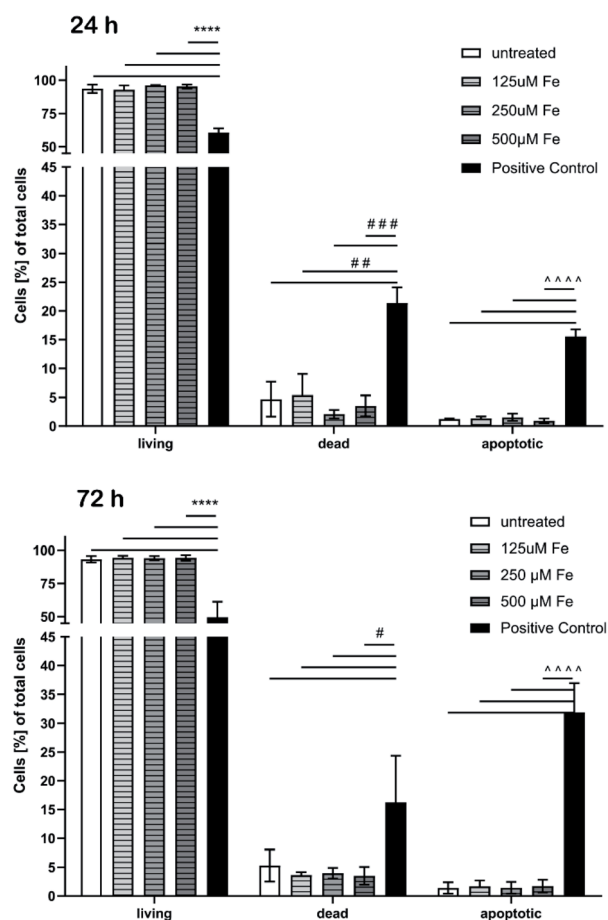 24 h
****
untreated
125uM Fe
250uM Fe
500µM Fe
Positive Control
100
75
50
45
40
35
30
25
20
15
10
5
0
Cells [%] of total cells
# # #
# #
^ ^ ^ ^
living dead apoptotic
72 h
****
untreated
125uM Fe
250 µM Fe
500 µM Fe
Positive Control
100
75
50
45
40
35
30
25
20
15
10
5
0
Cells [%] of total cells
#
^ ^ ^ ^
living dead apoptotic